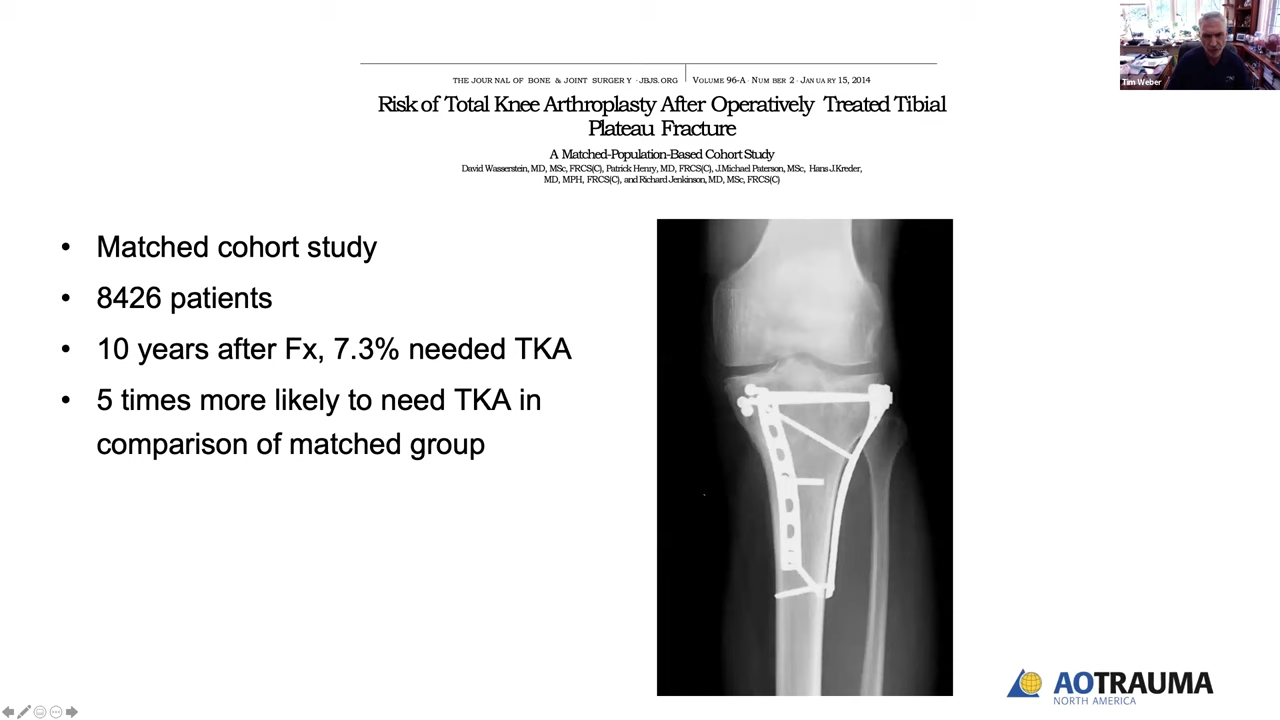 Tim Weber
THE JOURNAL OF BONE & JOINT SURGERY · JBJS.ORG
VOLUME 96-A · NUMBER 2 · JANUARY 15, 2014
Risk of Total Knee Arthroplasty After Operatively Treated Tibial
Plateau Fracture
A Matched-Population-Based Cohort Study
David Wasserstein, MD, MSc, FRCS(C), Patrick Henry, MD, FRCS(C), J.Michael Paterson, MSc, Hans J.Kreder,
MD, MPH, FRCS(C), and Richard Jenkinson, MD, MSc, FRCS(C)
• Matched cohort study
• 8426 patients
• 10 years after Fx, 7.3% needed TKA
• 5 times more likely to need TKA in
comparison of matched group
AOTRAUMA
NORTH AMERICA